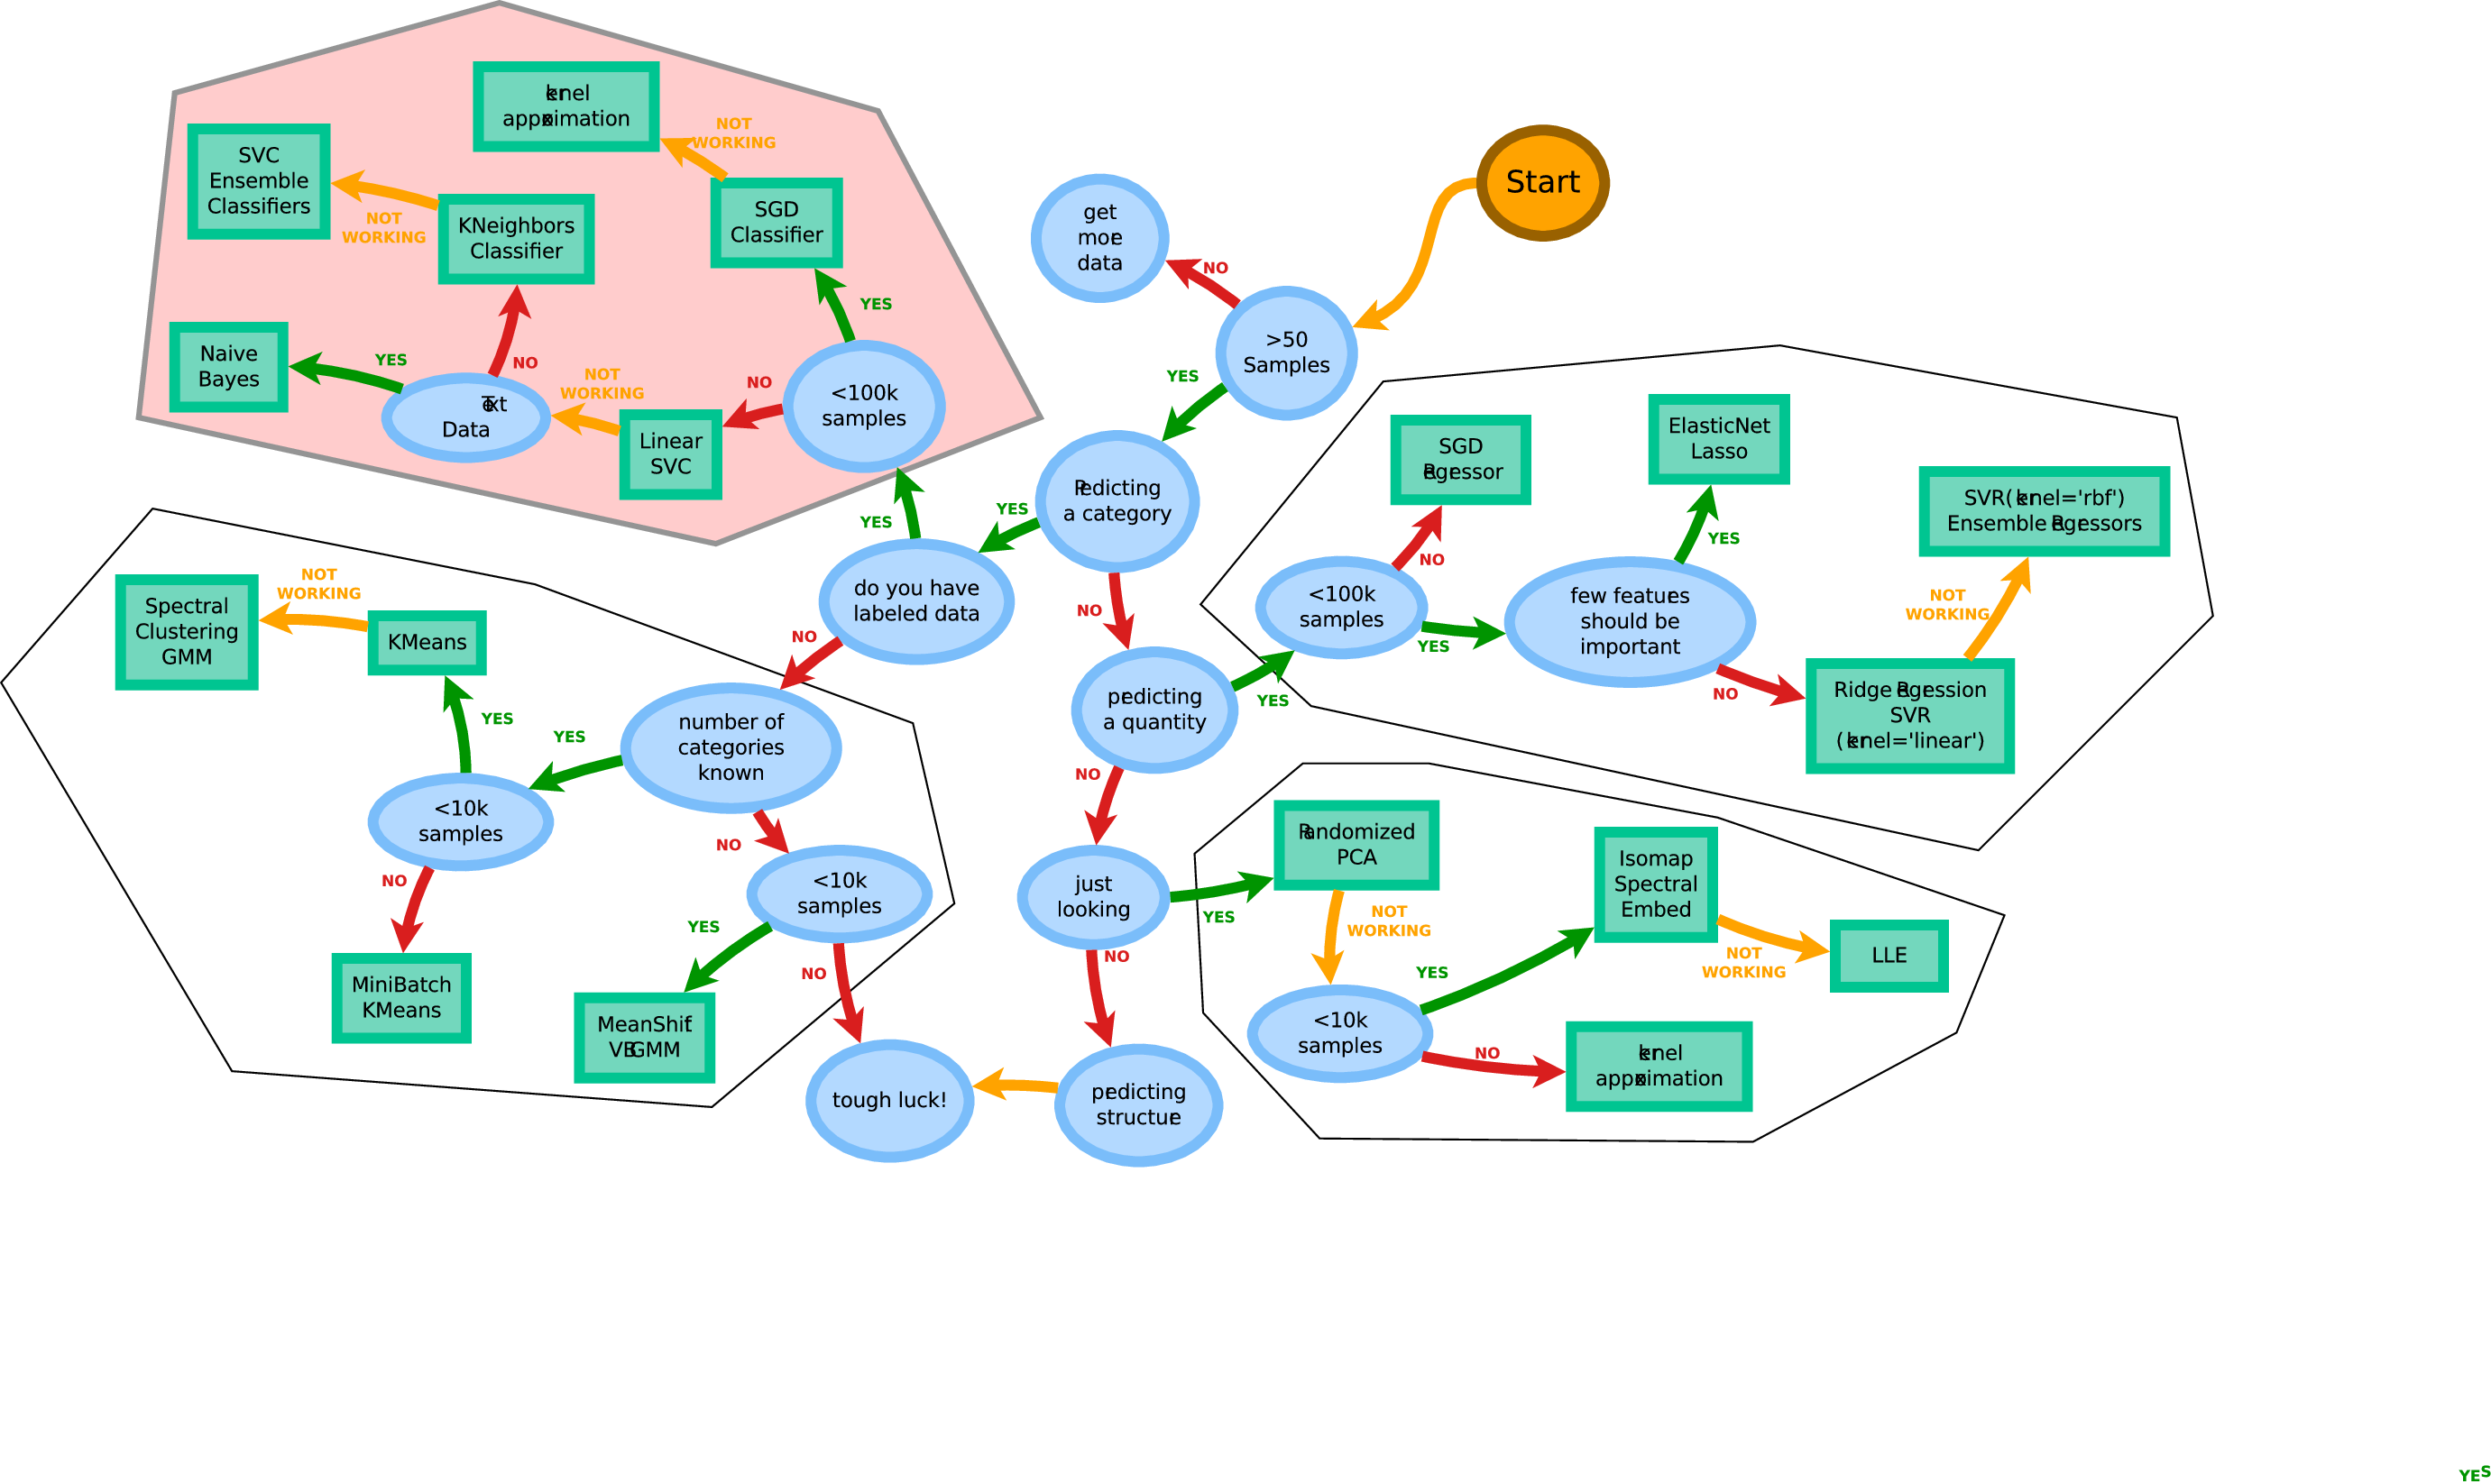 kernel
approximation
NOT
WORKING
SVC
Ensemble
Classifiers
NOT
WORKING
KNeighbors
Classifier
SGD
Classifier
YES
Naive
Bayes
YES
NO
Text
Data
NOT
WORKING
Linear
SVC
NO
<100k
samples
Start
get
more
data
NO
>50
Samples
YES
Predicting
a category
YES
YES
do you have
labeled data
NO
NO
predicting
a quantity
YES
NO
SGD
Regressor
NO
<100k
samples
YES
few features
should be
important
YES
ElasticNet
Lasso
NO
Ridge Regression
SVR
(kernel='linear')
NOT
WORKING
SVR(kernel='rbf')
Ensemble Regressors
Spectral
Clustering
GMM
NOT
WORKING
KMeans
YES
YES
number of
categories
known
<10k
samples
NO
MiniBatch
KMeans
NO
<10k
samples
YES
MeanShift
VBGMM
NO
tough luck!
just
looking
YES
NO
predicting
structure
Randomized
PCA
NOT
WORKING
<10k
samples
YES
Isomap
Spectral
Embed
NOT
WORKING
LLE
NO
kernel
approximation
YES